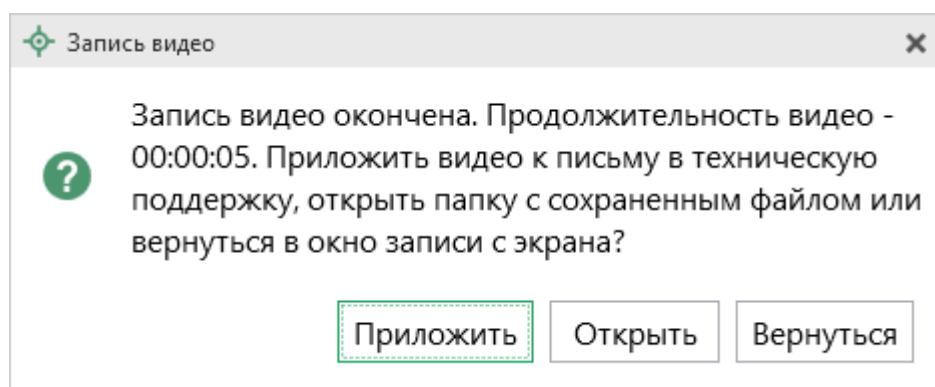 Запись видео
Запись видео окончена. Продолжительность видео -
00:00:05. Приложить видео к письму в техническую
поддержку, открыть папку с сохраненным файлом или
вернуться в окно записи с экрана?
Приложить Открыть Вернуться